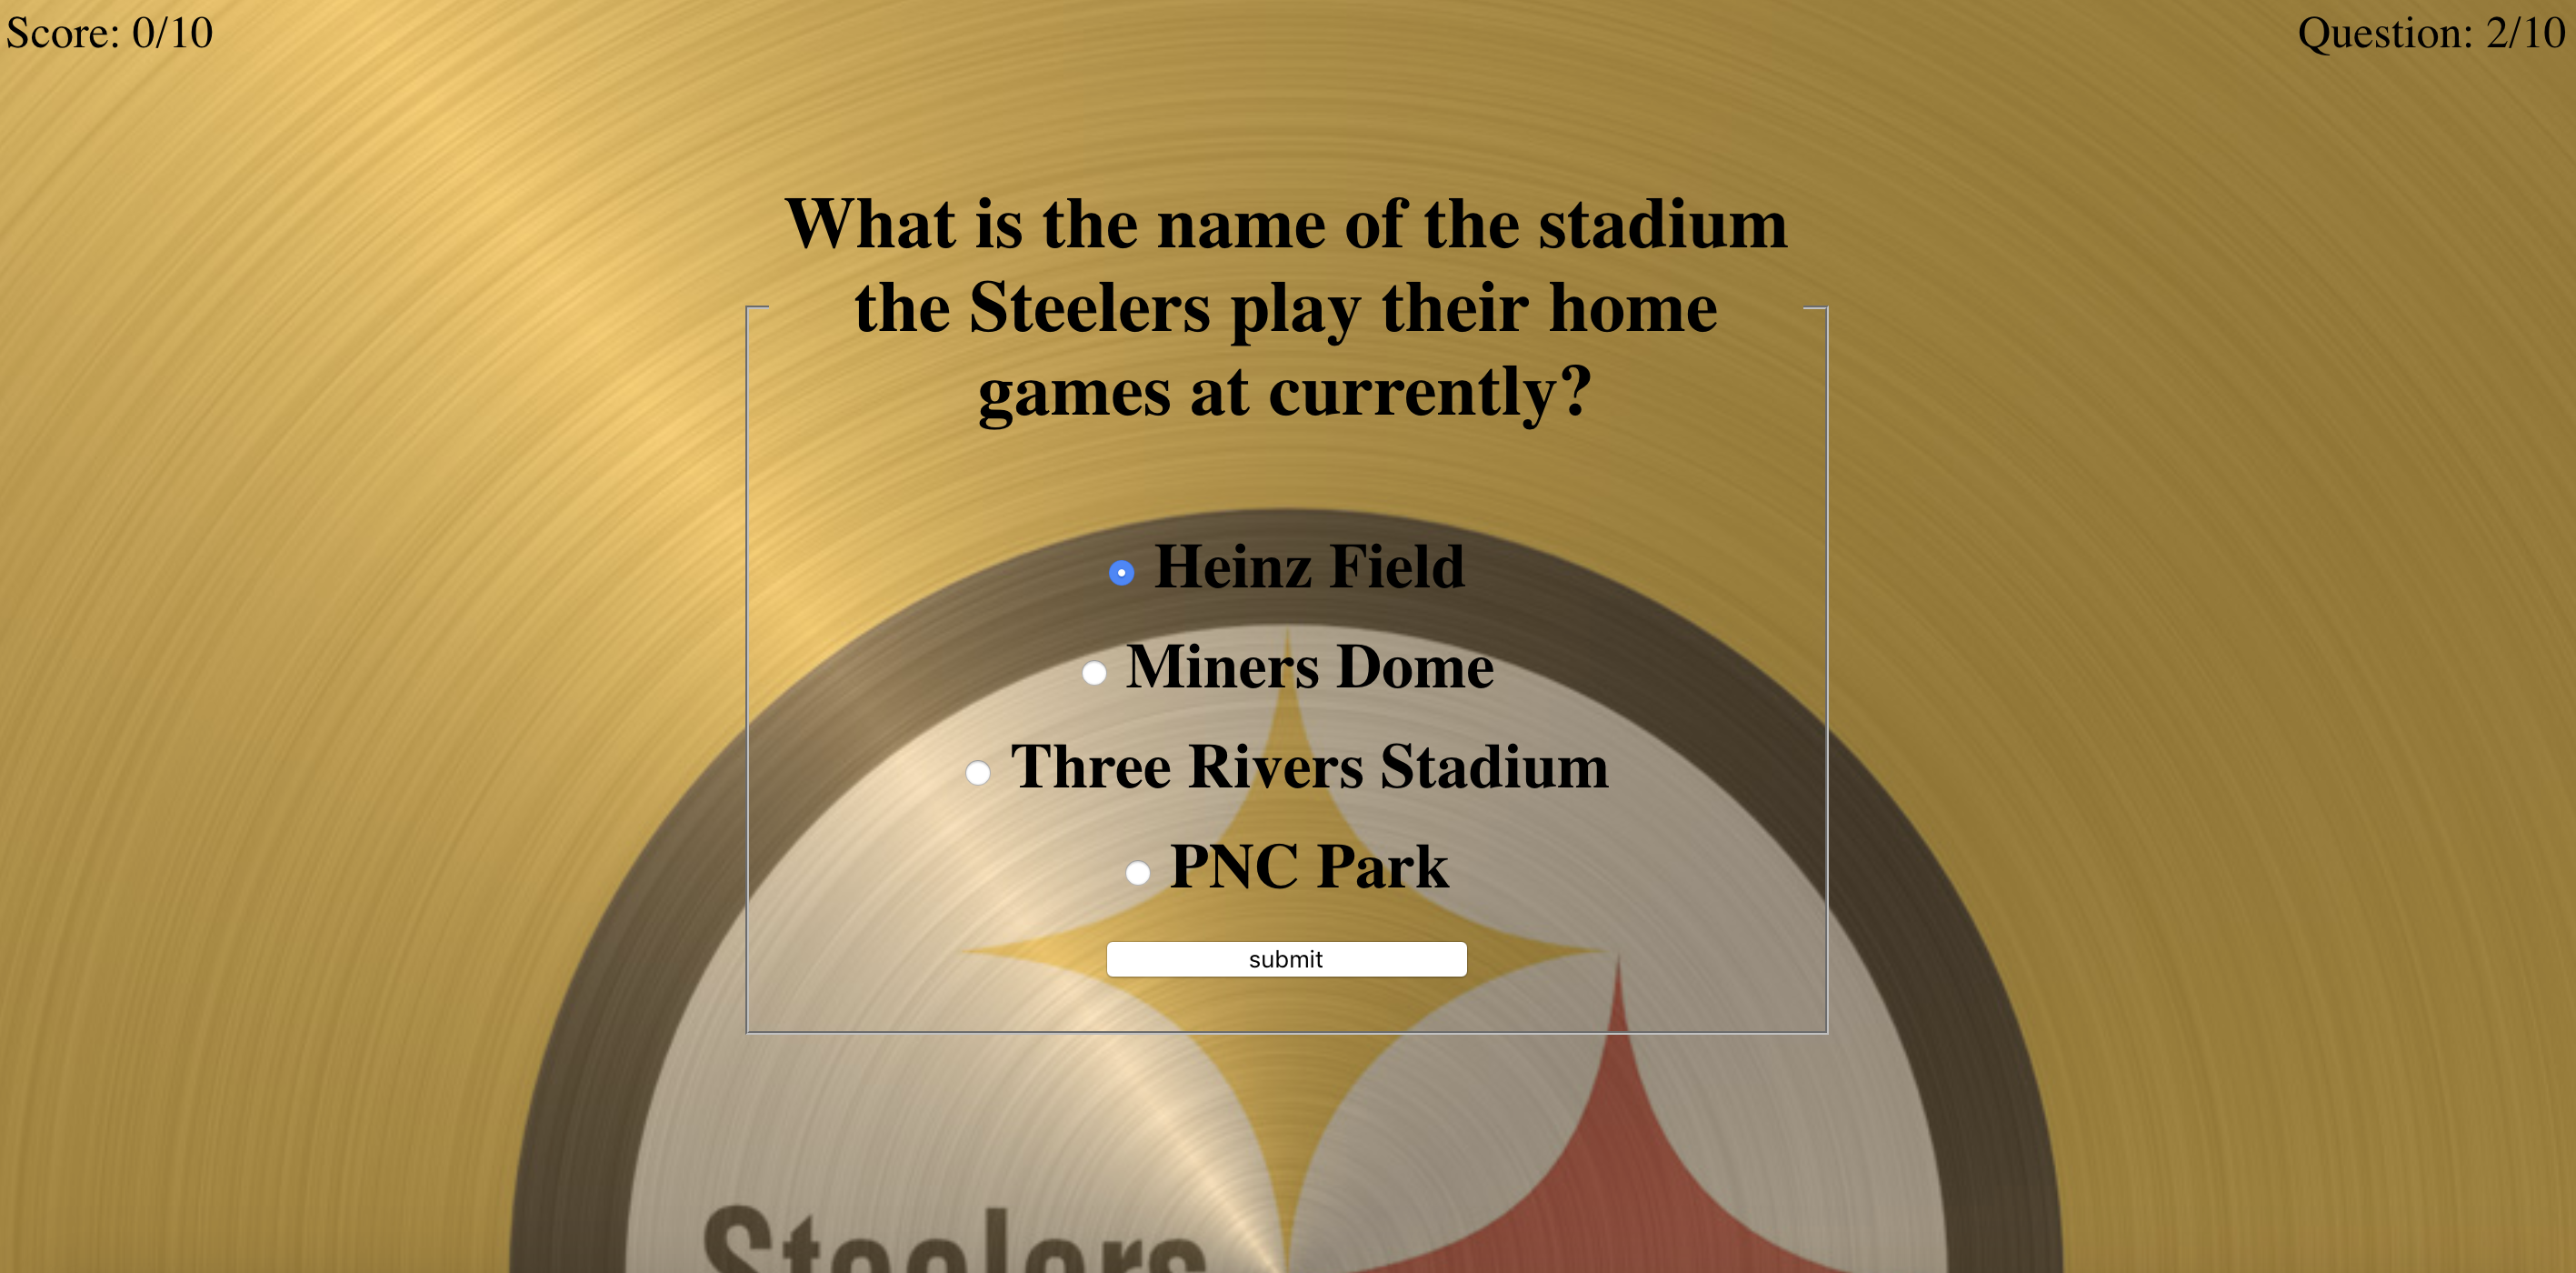 Score: 0/10
Question: 2/10
What is the name of the stadium
the Steelers play their home
games at currently?
Heinz Field
Miners Dome
Three Rivers Stadium
PNC Park
submit
Steelers